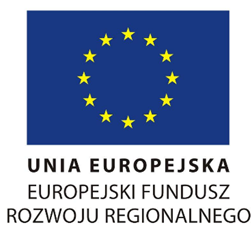 UNIA EUROPEJSKA
EUROPEJSKI FUNDUSZ
ROZWOJU REGIONALNEGO